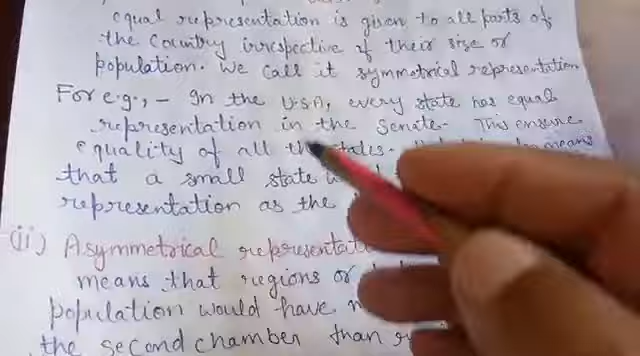 equal representation is given to all parts of
the Country irrespective of their size or
population. We call it symmetrical representation
For e.g., - In the U.S.A, every state has equal
representation in the Senate. This ensure
equality of all the states. means
that a small state
representation as the
(ii) Asymmetrical
means that regions or
population would have
the second chamber than